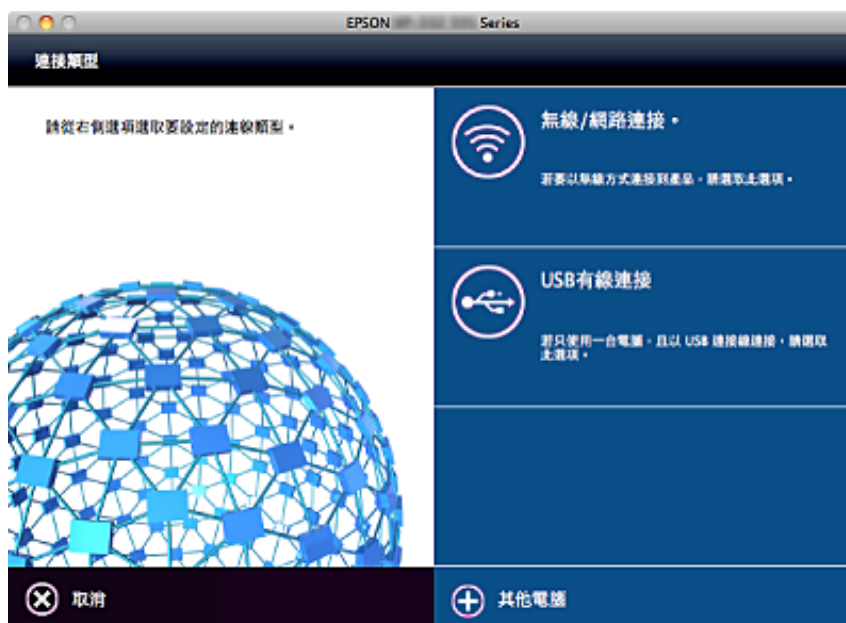 EPSON Series
連接類型
請從右側選項選取要設定的連線類型。
無線/網路連接。
若要以無線方式連接到產品，請選取此選項。
USB有線連接
若只使用一台電腦，且以 USB 連接線連接，請選取
此選項。
取消
其他電腦